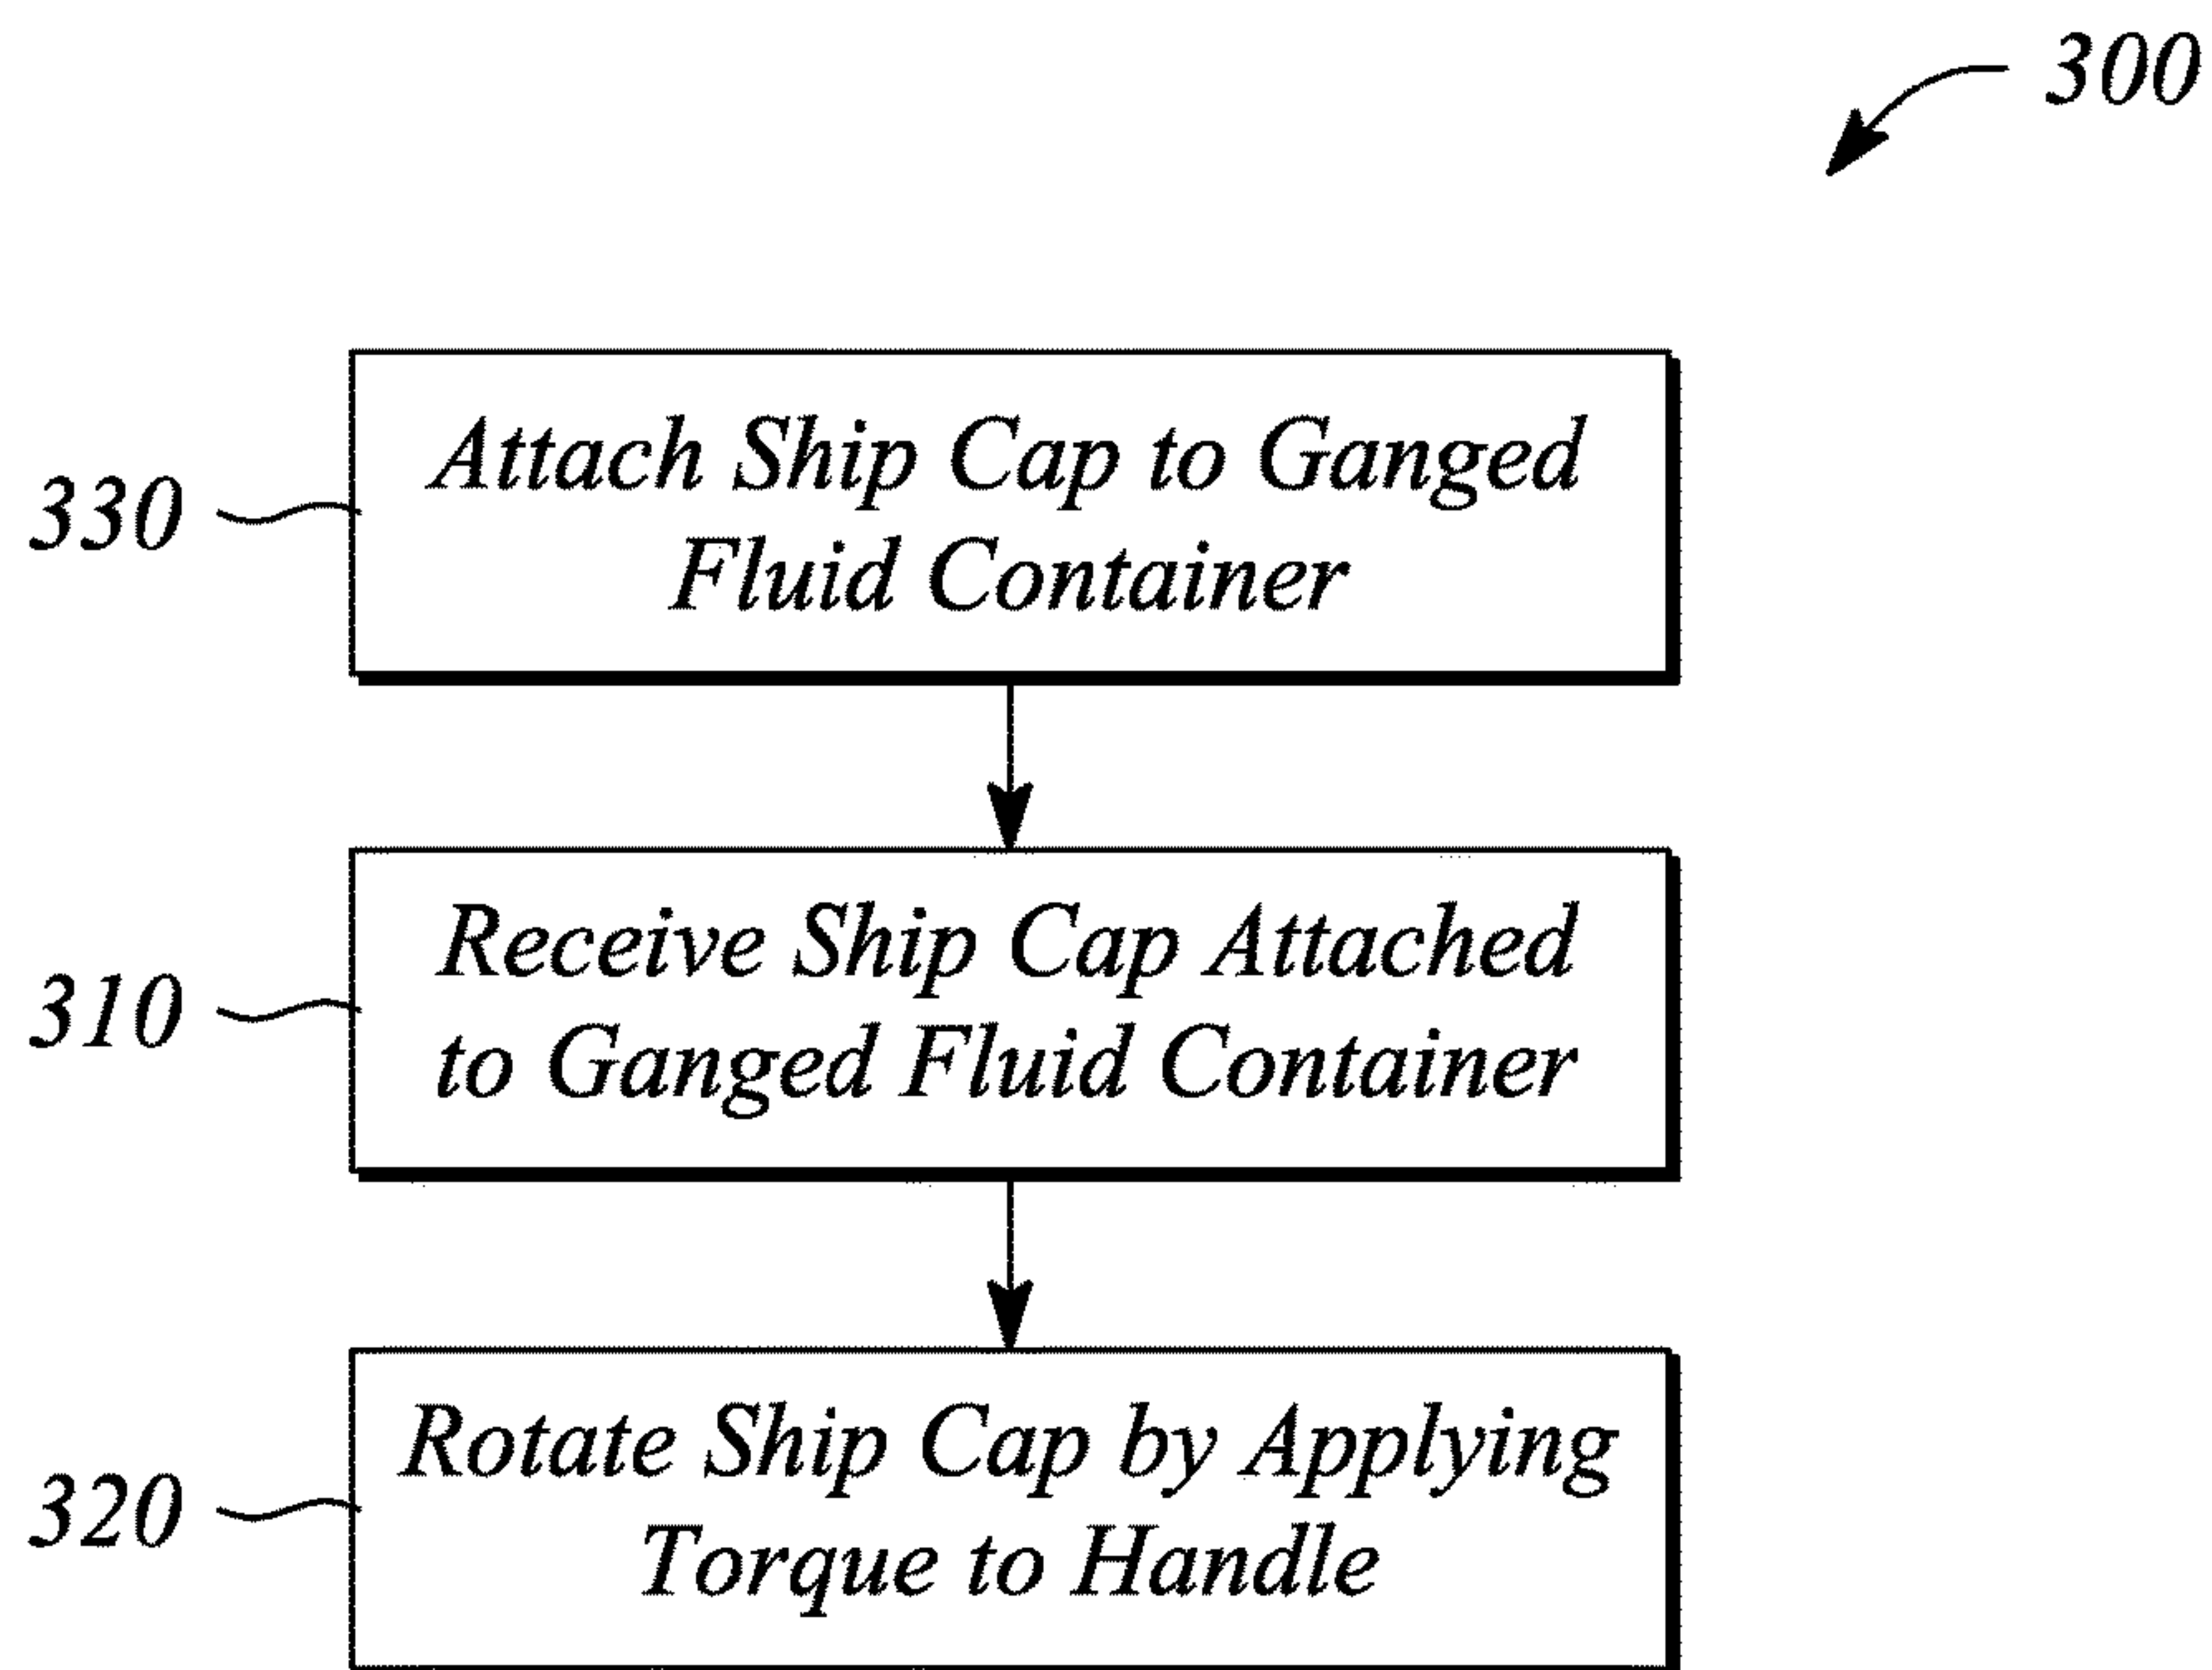 300
330
Attach Ship Cap to Ganged
Fluid Container
310
Receive Ship Cap Attached
to Ganged Fluid Container
320
Rotate Ship Cap by Applying
Torque to Handle